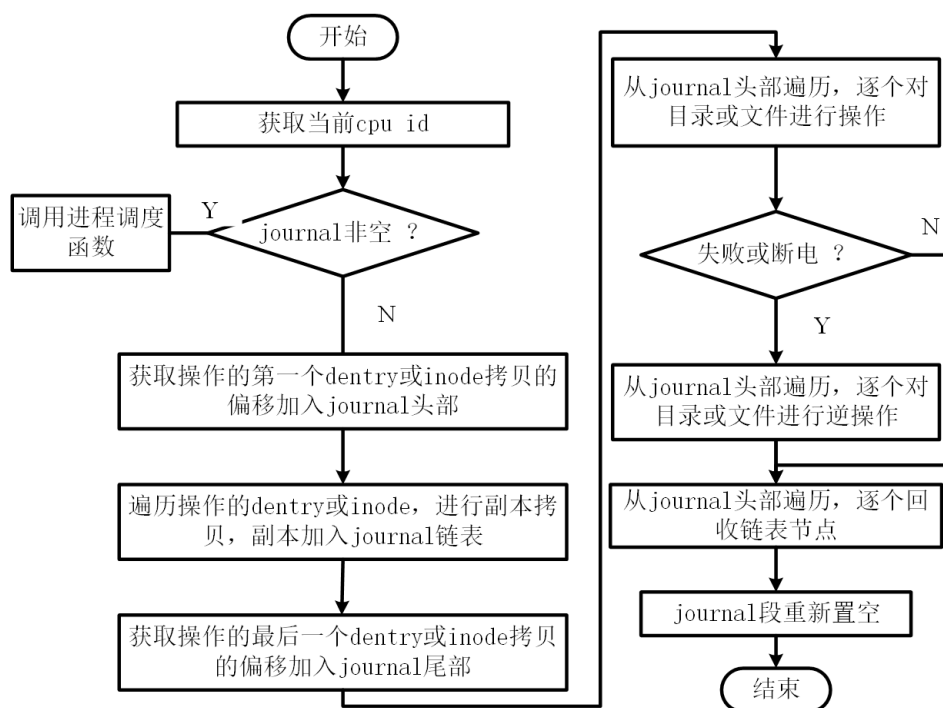 开始
获取当前cpu id
journal非空 ？
Y
调用进程调度
函数
N
获取操作的第一个dentry或inode拷贝的
偏移加入journal头部
遍历操作的dentry或inode，进行副本拷
贝，副本加入journal链表
获取操作的最后一个dentry或inode拷贝
的偏移加入journal尾部
从journal头部遍历，逐个对
目录或文件进行操作
失败或断电 ？
N
Y
从journal头部遍历，逐个对
目录或文件进行逆操作
从journal头部遍历，逐个回
收链表节点
journal段重新置空
结束